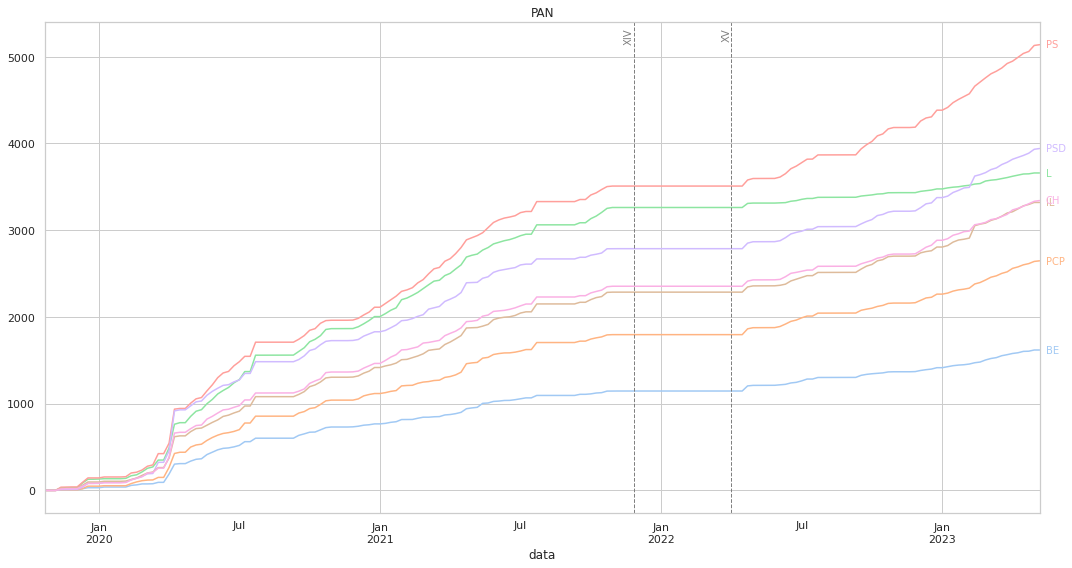 PAN
XIV
XV
5000
4000
3000
2000
1000
0
PS
PSD
L
CH
IL
PCP
BE
Jan
2020
Jul
Jan
2021
Jul
Jan
2022
Jul
Jan
2023
data